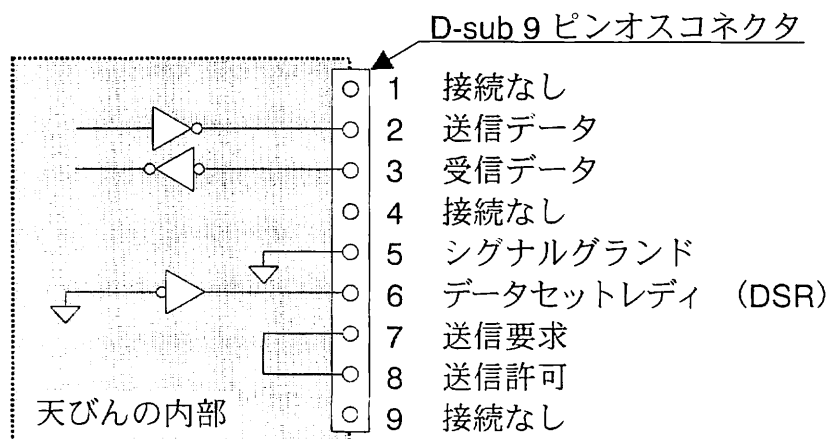 D-sub 9 ピンオスコネクタ
1 接続なし
2 送信データ
3 受信データ
4 接続なし
5 シグナルグランド
6 データセットレディ (DSR)
7 送信要求
8 送信許可
9 接続なし
天びんの内部